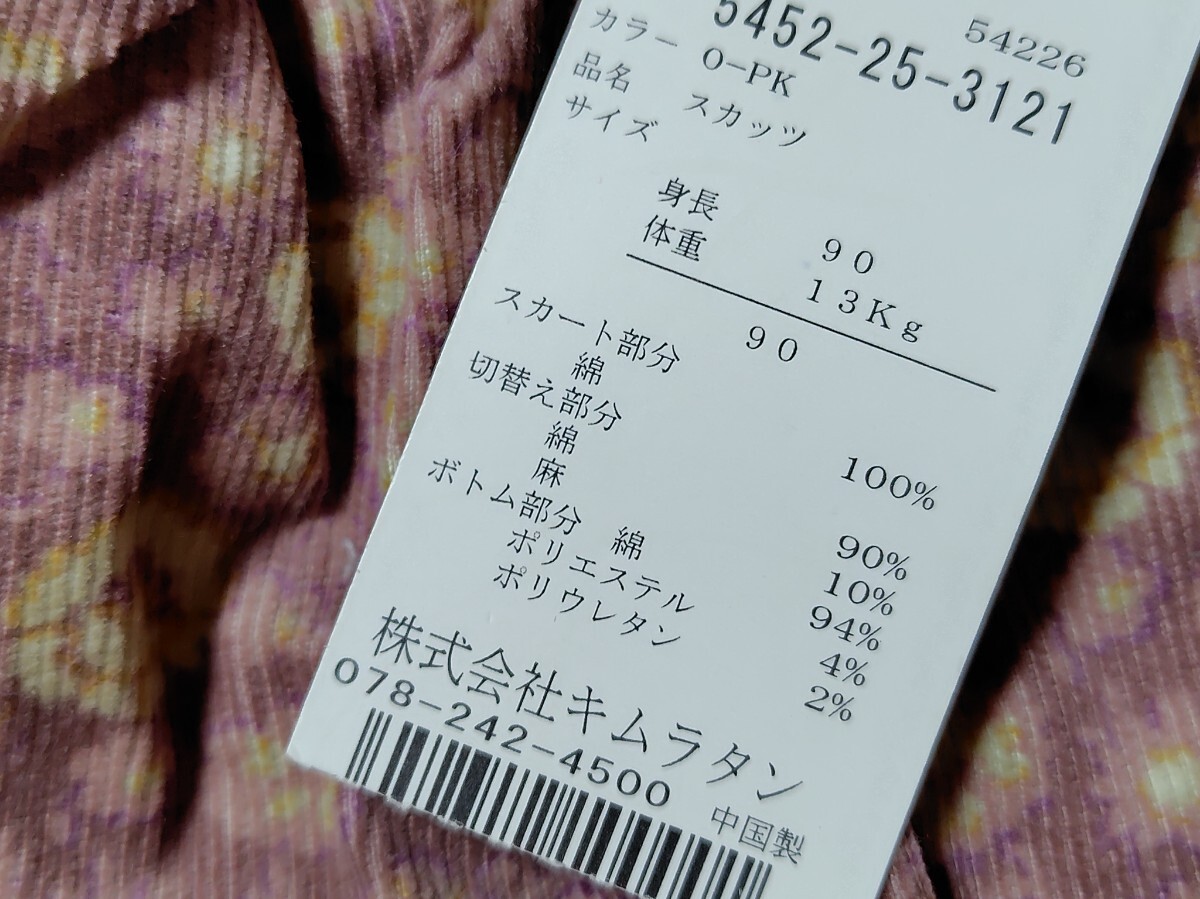 54226
5452-25-3121
カラー 0-PK
品名 スカッツ
サイズ
身長 90
体重 13Kg
90
スカート部分
綿 100%
切替え部分
綿 90%
麻 10%
ボトム部分 綿 94%
ポリエステル 4%
ポリウレタン 2%
株式会社キムラタン
078-242-4500
中国製